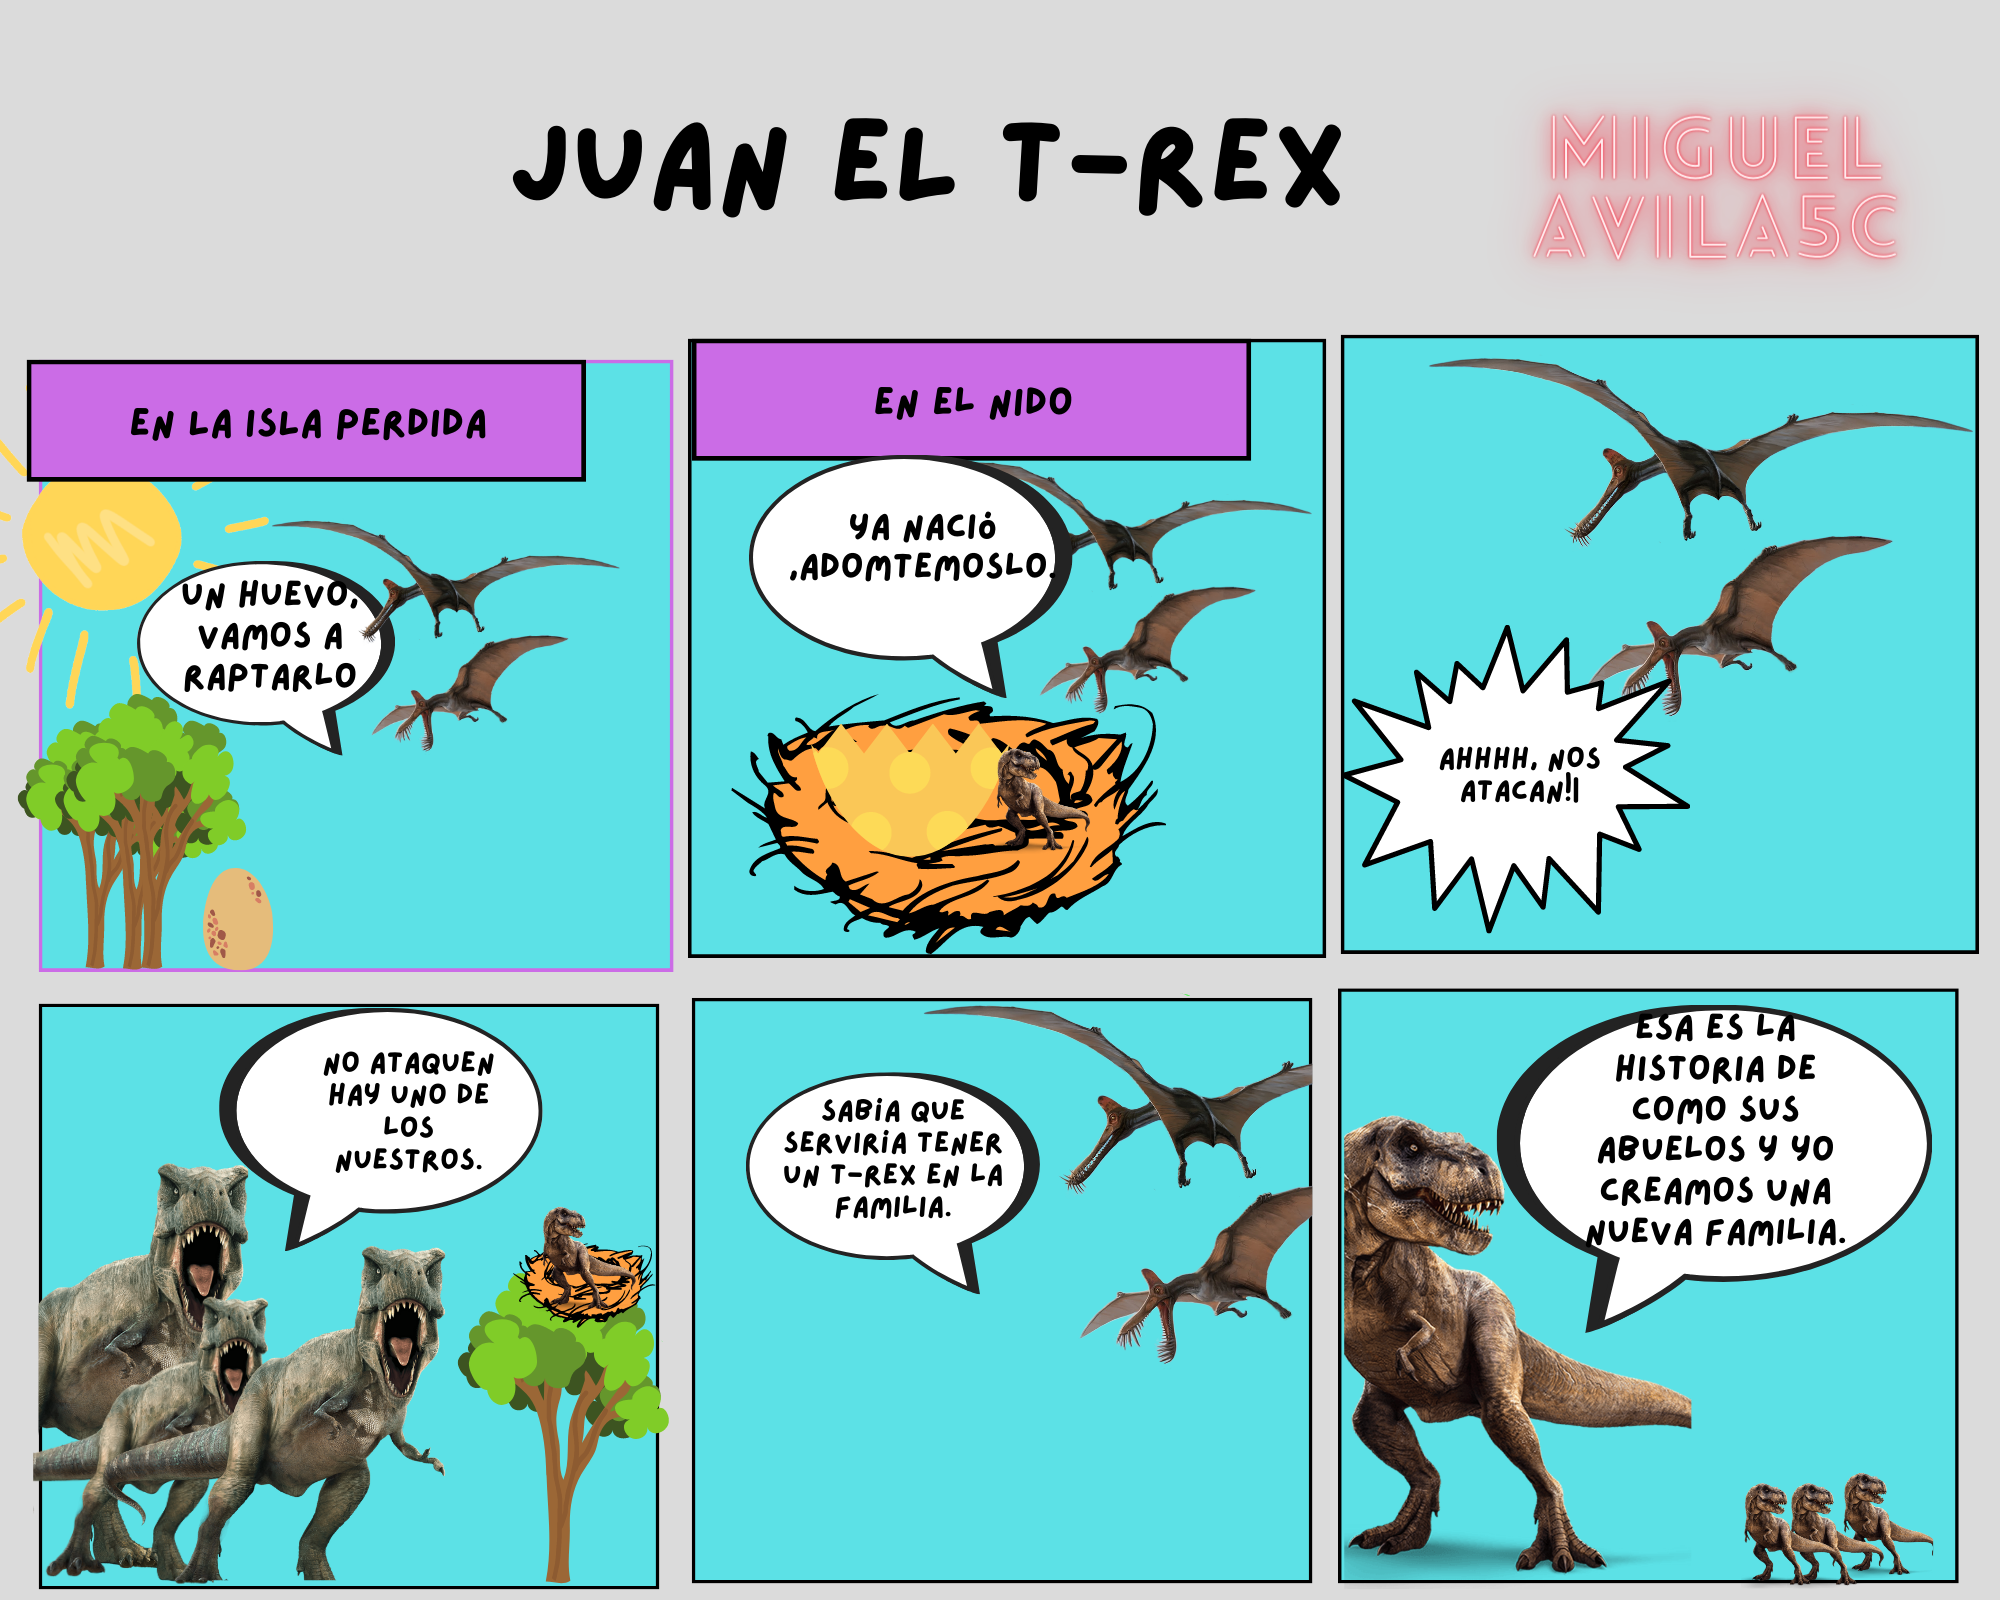 JUAN EL T-REX
MIGUEL
AVILA5C
EN LA ISLA PERDIDA
UN HUEVO,
VAMOS A
RAPTARLO
EN EL NIDO
YA NACIÓ
,ADOMTEMOSLO.
AHHHH, NOS
ATACAN!|
NO ATAQUEN
HAY UNO DE
LOS
NUESTROS.
SABÍA QUE
SERVIRÍA TENER
UN T-REX EN LA
FAMILIA.
ESA ES LA
HISTORIA DE
COMO SUS
ABUELOS Y YO
CREAMOS UNA
NUEVA FAMILIA.